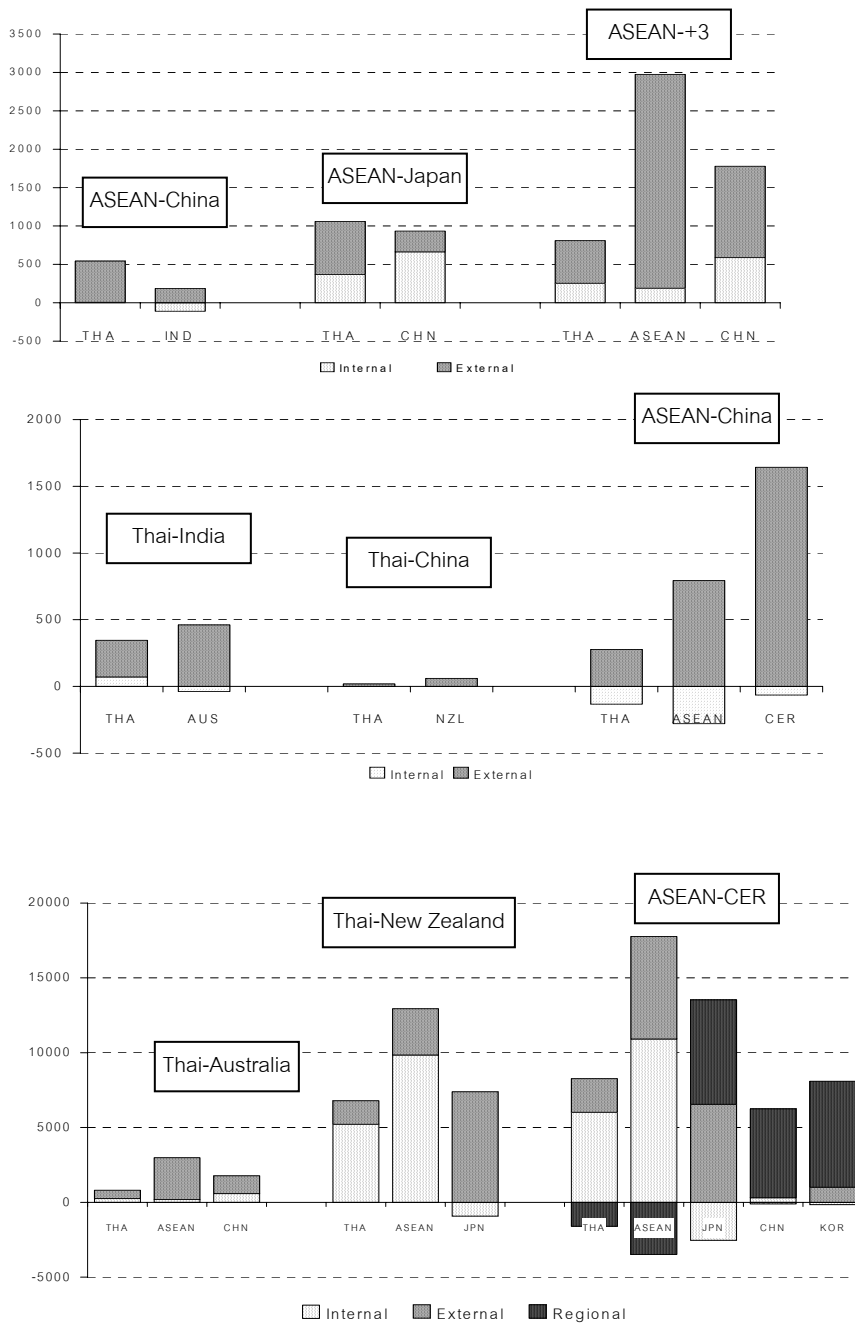 ASEAN-+3
3500
3000
2500
2000
1500
1000
500
0
-500
ASEAN-China
ASEAN-Japan
THA IND THA CHN THA ASEAN CHN
Internal External
ASEAN-China
2000
1500
1000
500
0
-500
Thai-India
Thai-China
THA AUS THA NZL THA ASEAN CER
Internal External
ASEAN-CER
20000
15000
10000
5000
0
-5000
Thai-New Zealand
Thai-Australia
THA ASEAN CHN THA ASEAN JPN THA ASEAN JPN CHN KOR
Internal External Regional